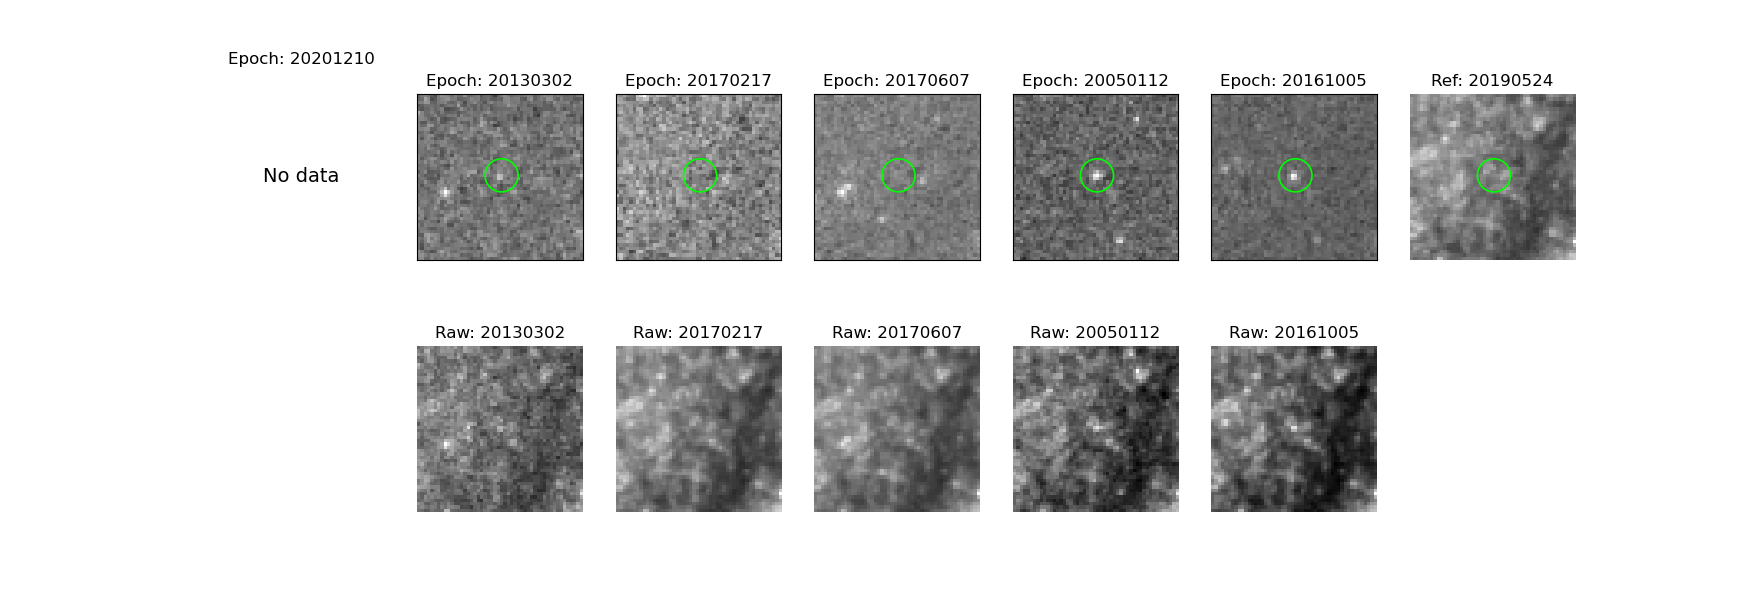 Epoch: 20201210
Epoch: 20130302
Epoch: 20170217
Epoch: 20170607
Epoch: 20050112
Epoch: 20161005
Ref: 20190524
No data
Raw: 20130302
Raw: 20170217
Raw: 20170607
Raw: 20050112
Raw: 20161005